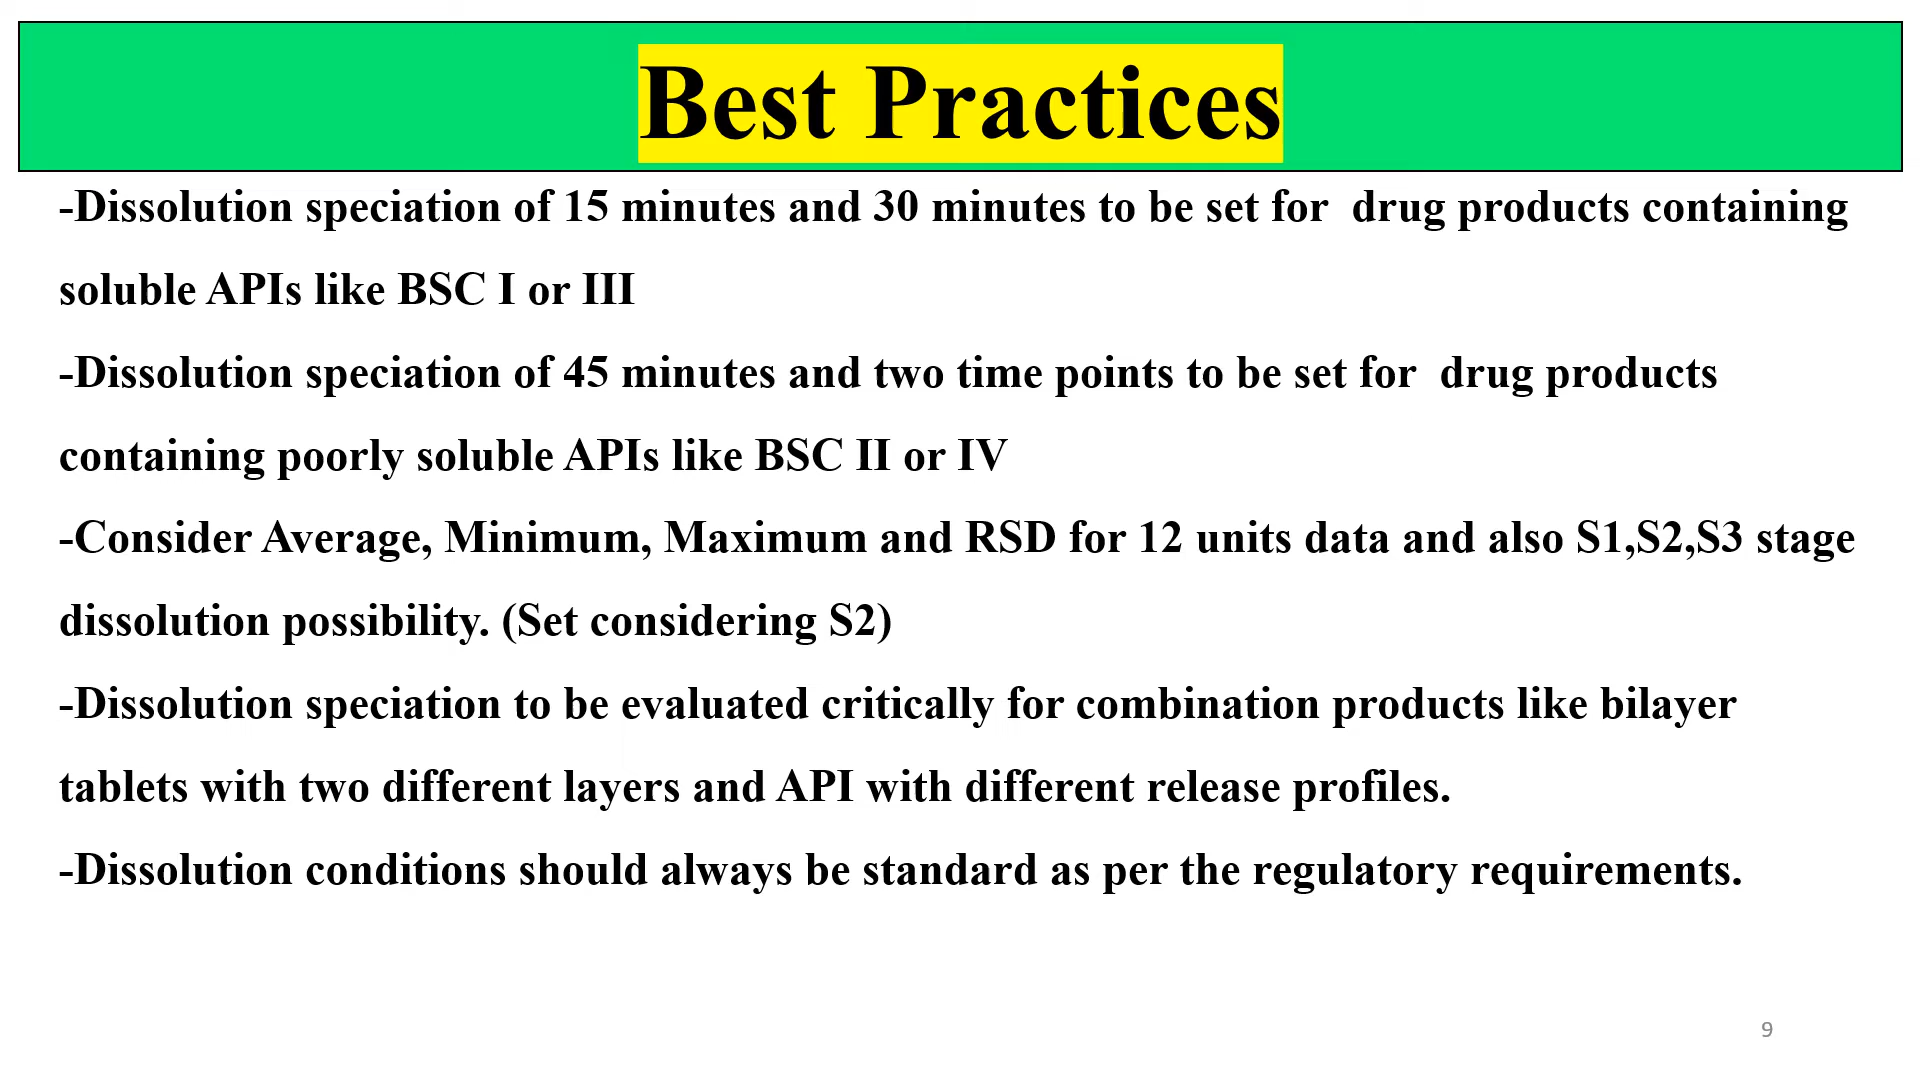 Best Practices
-Dissolution speciation of 15 minutes and 30 minutes to be set for  drug products containing
soluble APIs like BSC I or III
-Dissolution speciation of 45 minutes and two time points to be set for  drug products
containing poorly soluble APIs like BSC II or IV
-Consider Average, Minimum, Maximum and RSD for 12 units data and also S1,S2,S3 stage
dissolution possibility. (Set considering S2)
-Dissolution speciation to be evaluated critically for combination products like bilayer
tablets with two different layers and API with different release profiles.
-Dissolution conditions should always be standard as per the regulatory requirements.
9